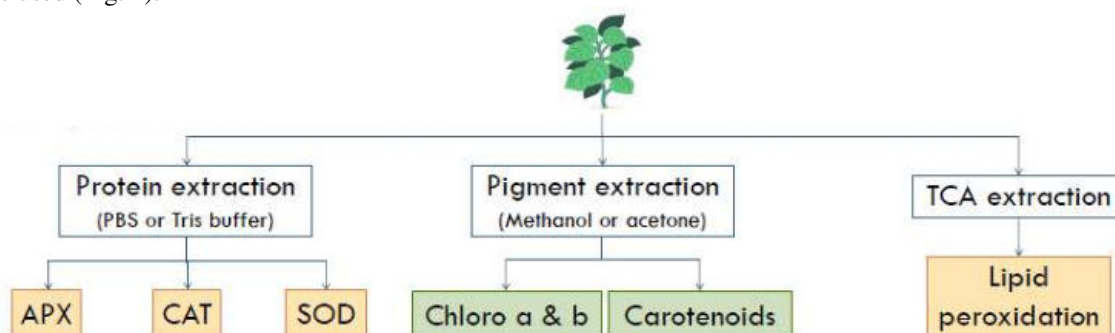 Protein extraction
(PBS or Tris buffer)
Pigment extraction
(Methanol or acetone)
TCA extraction
APX
CAT
SOD
Chloro a & b
Carotenoids
Lipid
peroxidation